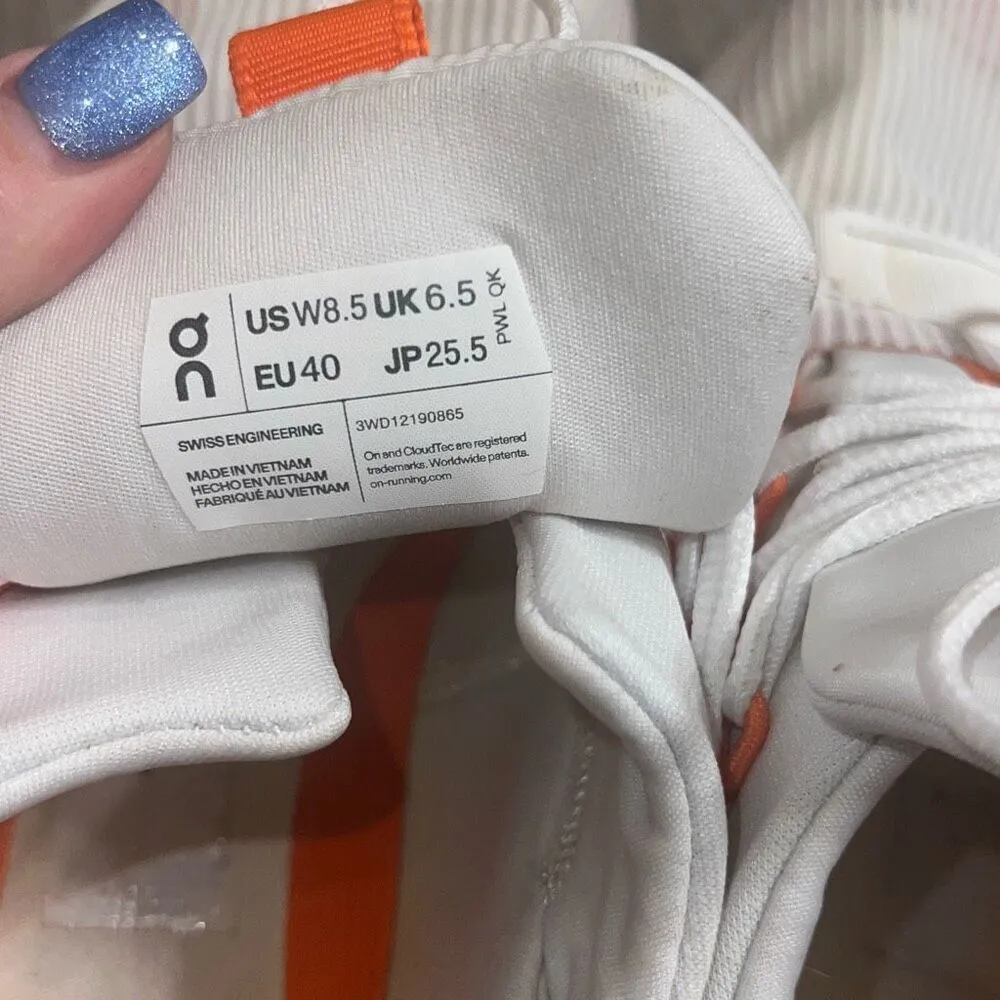 on
US W8.5 UK 6.5
EU 40 JP 25.5
PWL QK
SWISS ENGINEERING
MADE IN VIETNAM
HECHO EN VIETNAM
FABRIQUÉ AU VIETNAM
3WD12190865
On and CloudTec are registered
trademarks. Worldwide patents.
on-running.com